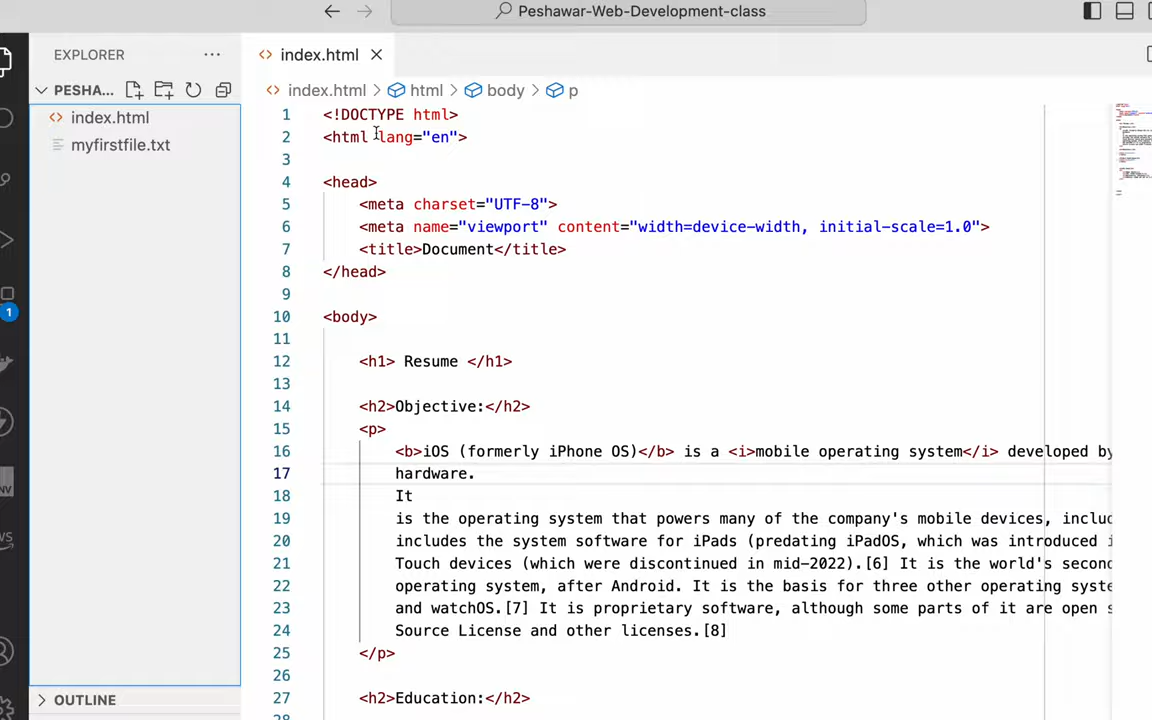 Peshawar-Web-Development-class
EXPLORER
index.html
PESHA...
index.html > html > body > p
index.html
myfirstfile.txt
1 <!DOCTYPE html>
2 <html lang="en">
3
4 <head>
5 <meta charset="UTF-8">
6 <meta name="viewport" content="width=device-width, initial-scale=1.0">
7 <title>Document</title>
8 </head>
9
10 <body>
11
12 <h1> Resume </h1>
13
14 <h2>Objective:</h2>
15 <p>
16 <b>iOS (formerly iPhone OS)</b> is a <i>mobile operating system</i> developed by
17 hardware.
18 It
19 is the operating system that powers many of the company's mobile devices, inclu
20 includes the system software for iPads (predating iPadOS, which was introduced
21 Touch devices (which were discontinued in mid-2022).[6] It is the world's secon
22 operating system, after Android. It is the basis for three other operating syste
23 and watchOS.[7] It is proprietary software, although some parts of it are open s
24 Source License and other licenses.[8]
25 </p>
26
27 <h2>Education:</h2>
1
OUTLINE